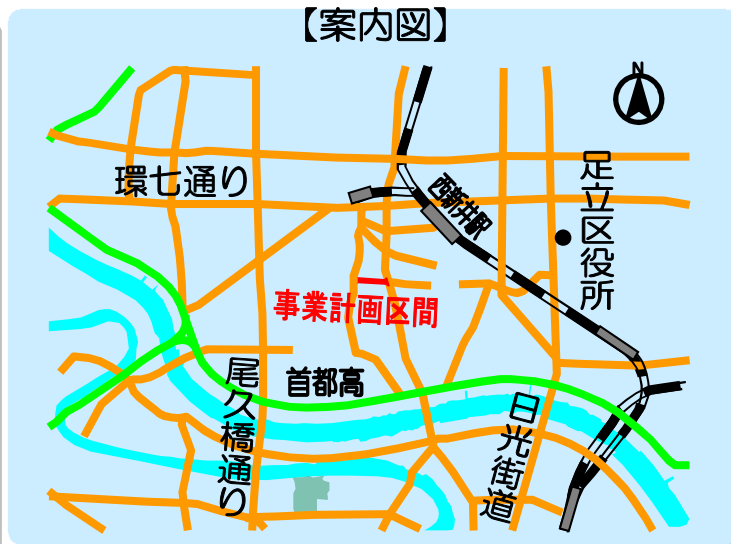 【案内図】
N
環七通り
西新井駅
足立区役所
事業計画区間
尾久橋通り
首都高
日光街道